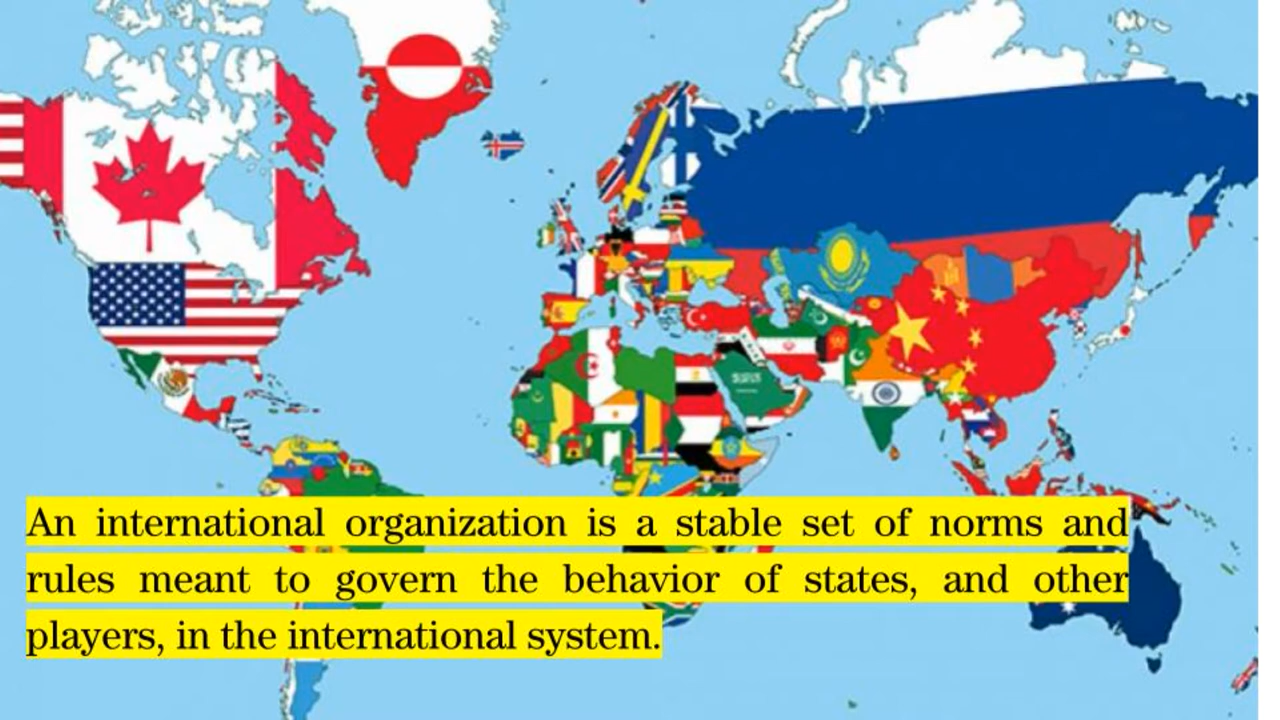 An international organization is a stable set of norms and
rules meant to govern the behavior of states, and other
players, in the international system.